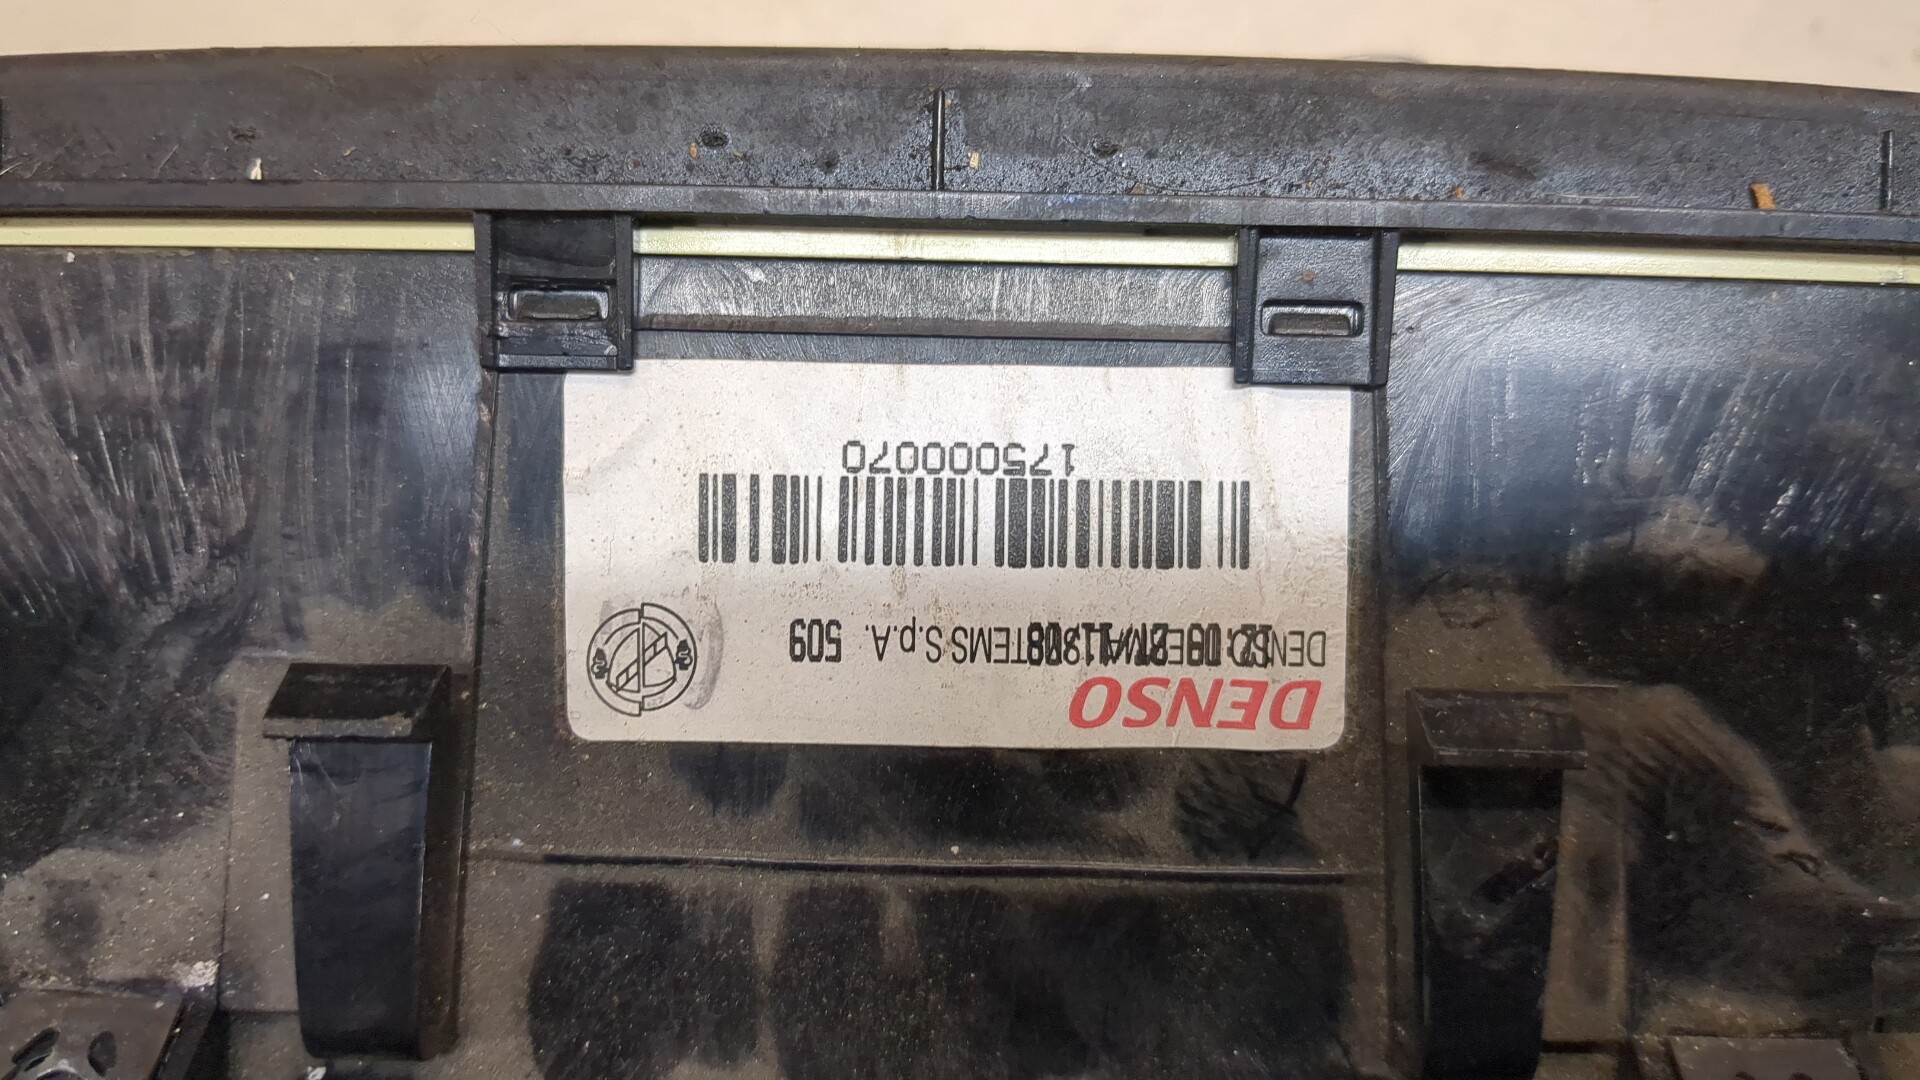 DENSO
DENSO THERMAL SYSTEMS S.p.A. 509
175000070